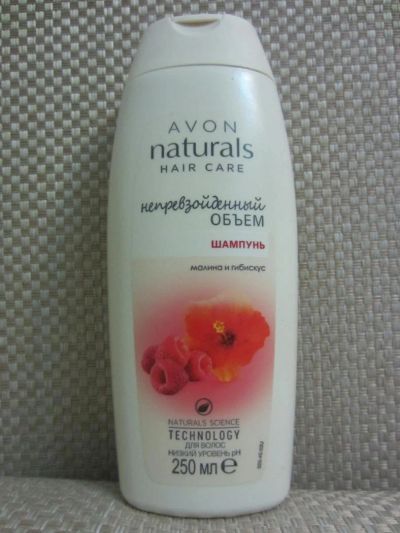 AVON
naturals
HAIR CARE
непревзойденный
ОБЪЕМ
ШАМПУНЬ
малина и гибискус
NATURALS SCIENCE
TECHNOLOGY
ДЛЯ ВОЛОС
НИЗКИЙ УРОВЕНЬ pH
250 МЛ e